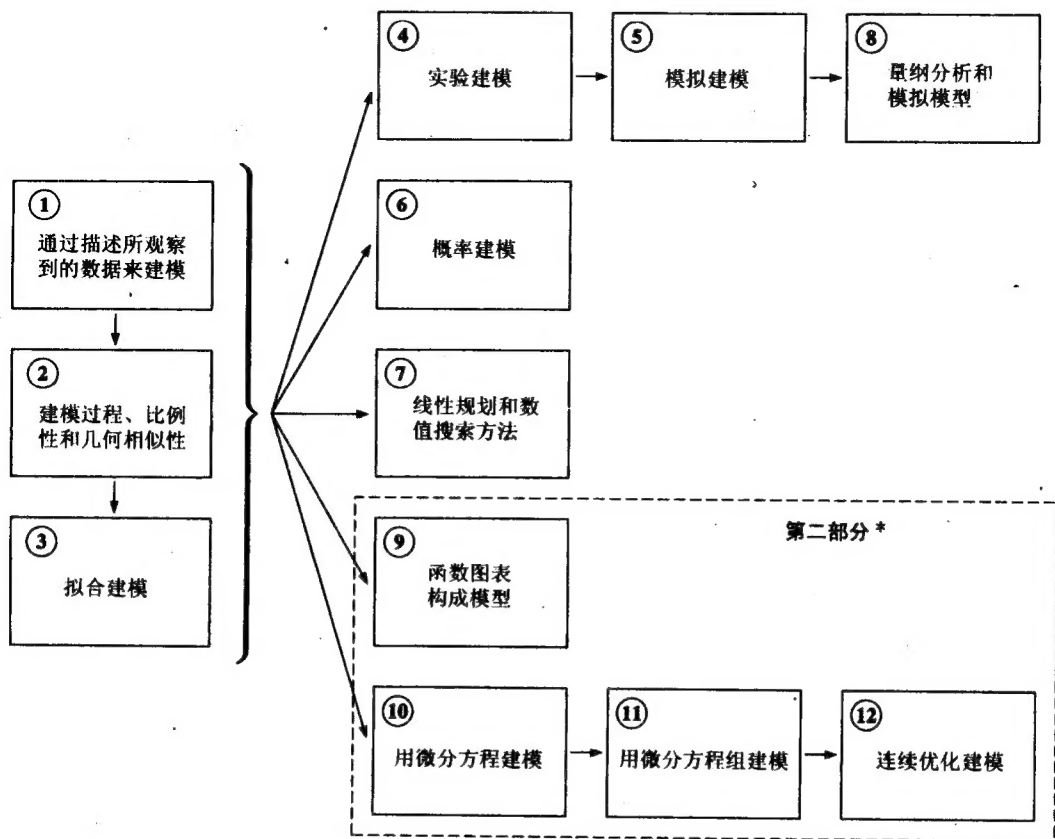 ①
通过描述所观察
到的数据来建模
②
建模过程、比例
性和几何相似性
③
拟合建模
④
实验建模
⑤
模拟建模
⑧
量纲分析和
模拟模型
⑥
概率建模
⑦
线性规划和数
值搜索方法
第二部分*
⑨
函数图表
构成模型
⑩
用微分方程建模
⑪
用微分方程组建模
⑫
连续优化建模